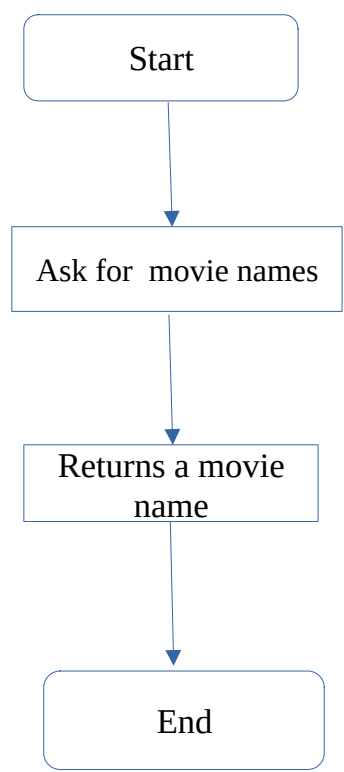 Start
Ask for  movie names
Returns a movie
name
End